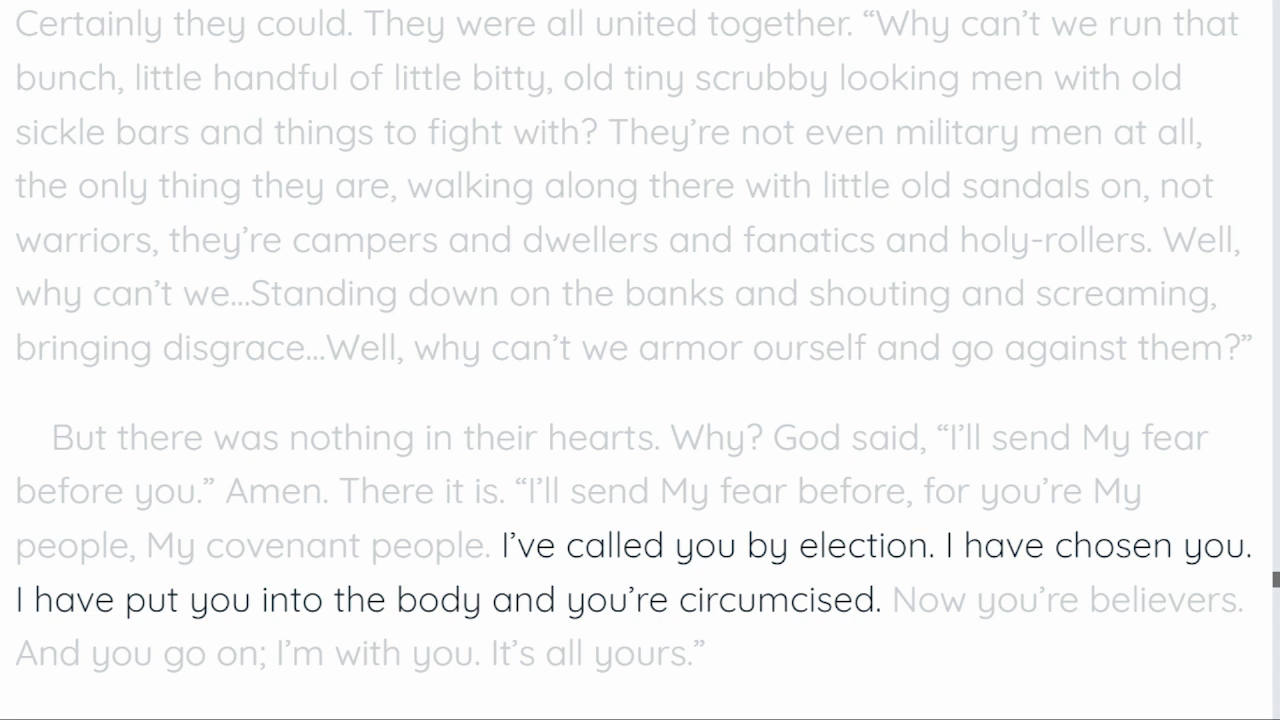 Certainly they could. They were all united together. “Why can’t we run that
bunch, little handful of little bitty, old tiny scrubby looking men with old
sickle bars and things to fight with? They’re not even military men at all,
the only thing they are, walking along there with little old sandals on, not
warriors, they’re campers and dwellers and fanatics and holy-rollers. Well,
why can’t we...Standing down on the banks and shouting and screaming,
bringing disgrace...Well, why can’t we armor ourself and go against them?”
But there was nothing in their hearts. Why? God said, “I’ll send My fear
before you.” Amen. There it is. “I’ll send My fear before, for you’re My
people, My covenant people. I’ve called you by election. I have chosen you.
I have put you into the body and you’re circumcised. Now you’re believers.
And you go on; I’m with you. It’s all yours.”